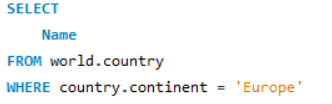 SELECT
    Name
FROM world.country
WHERE country.continent = 'Europe'